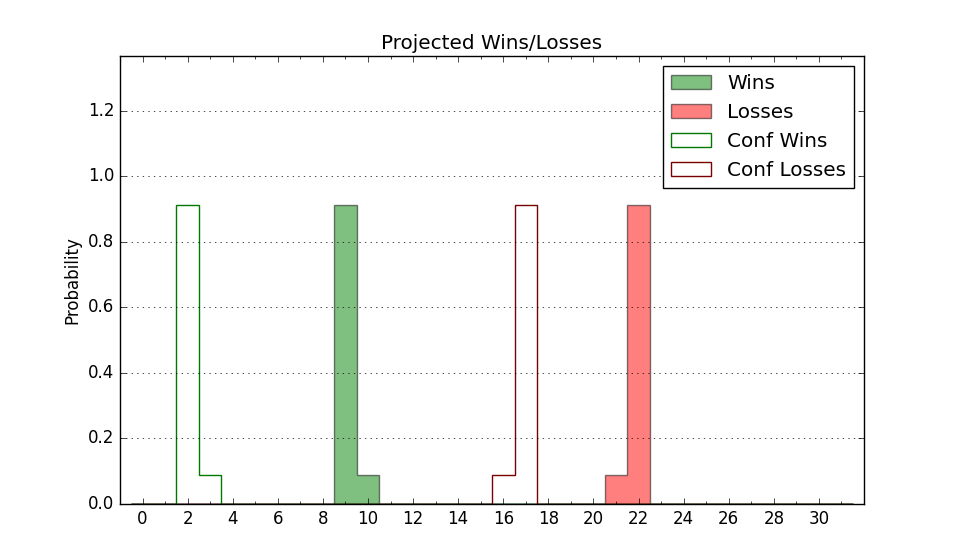 Projected Wins/Losses
Wins
Losses
Conf Wins
Conf Losses
Probability
1.2
1.0
0.8
0.6
0.4
0.2
0.0
0 2 4 6 8 10 12 14 16 18 20 22 24 26 28 30